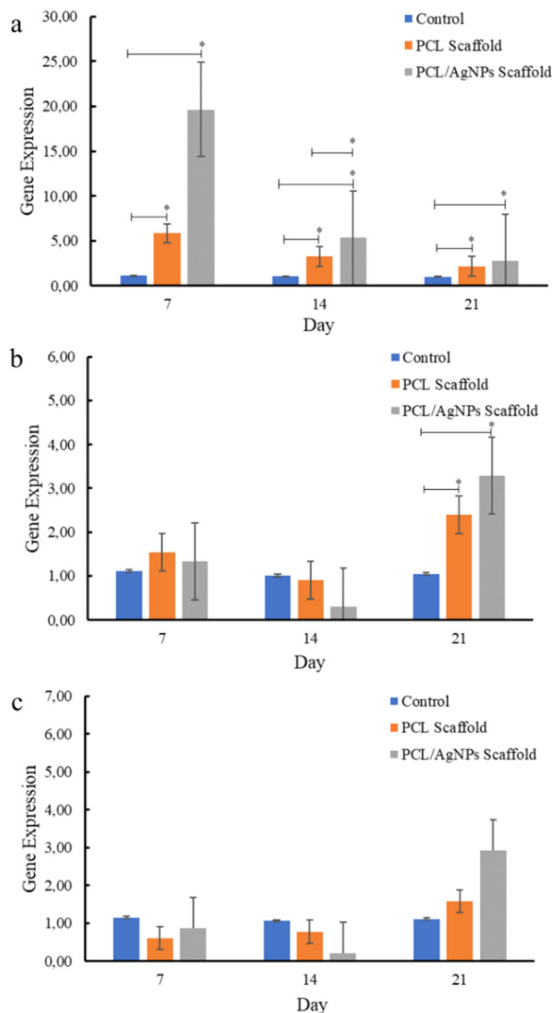 a
30,00
25,00
20,00
15,00
10,00
5,00
0,00
Gene Expression
Control
PCL Scaffold
PCL/AgNPs Scaffold
*
*
*
*
*
*
*
7
14
21
Day
b
6,00
5,00
4,00
3,00
2,00
1,00
0,00
Gene Expression
Control
PCL Scaffold
PCL/AgNPs Scaffold
*
*
7
14
21
Day
c
7,00
6,00
5,00
4,00
3,00
2,00
1,00
0,00
Gene Expression
Control
PCL Scaffold
PCL/AgNPs Scaffold
7
14
21
Day